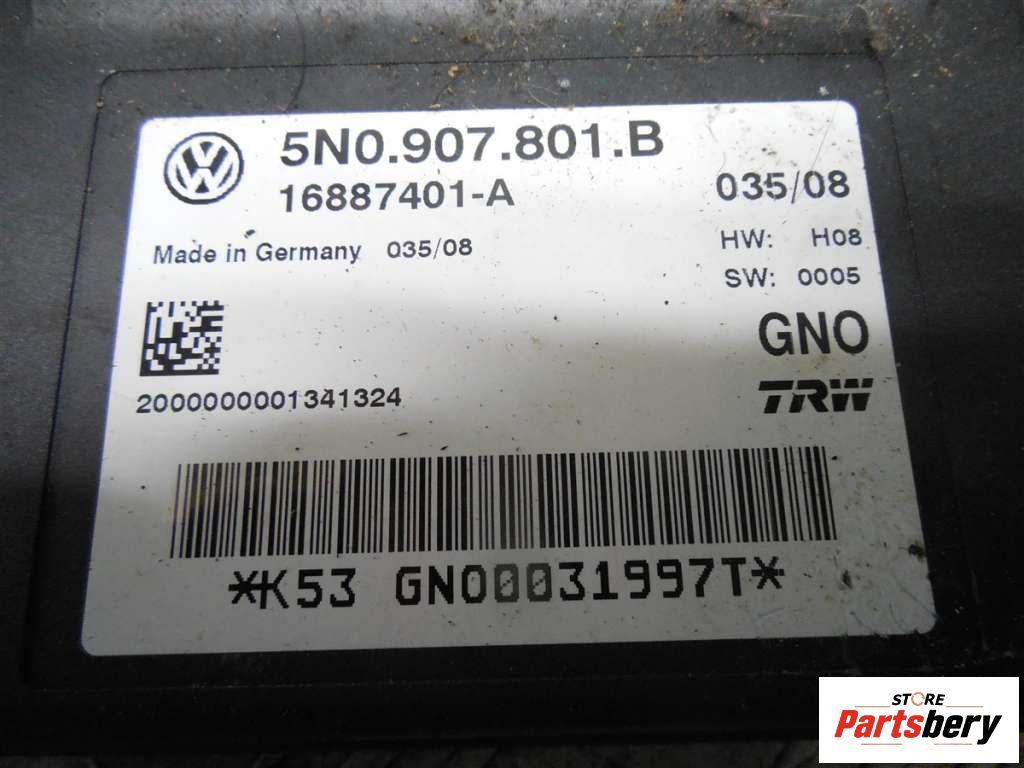 5N0.907.801.B
16887401-A
035/08
Made in Germany 035/08
HW: H08
SW: 0005
GNO
TRW
2000000001341324
*K53 GNO0031997T*
STORE
Partsbery